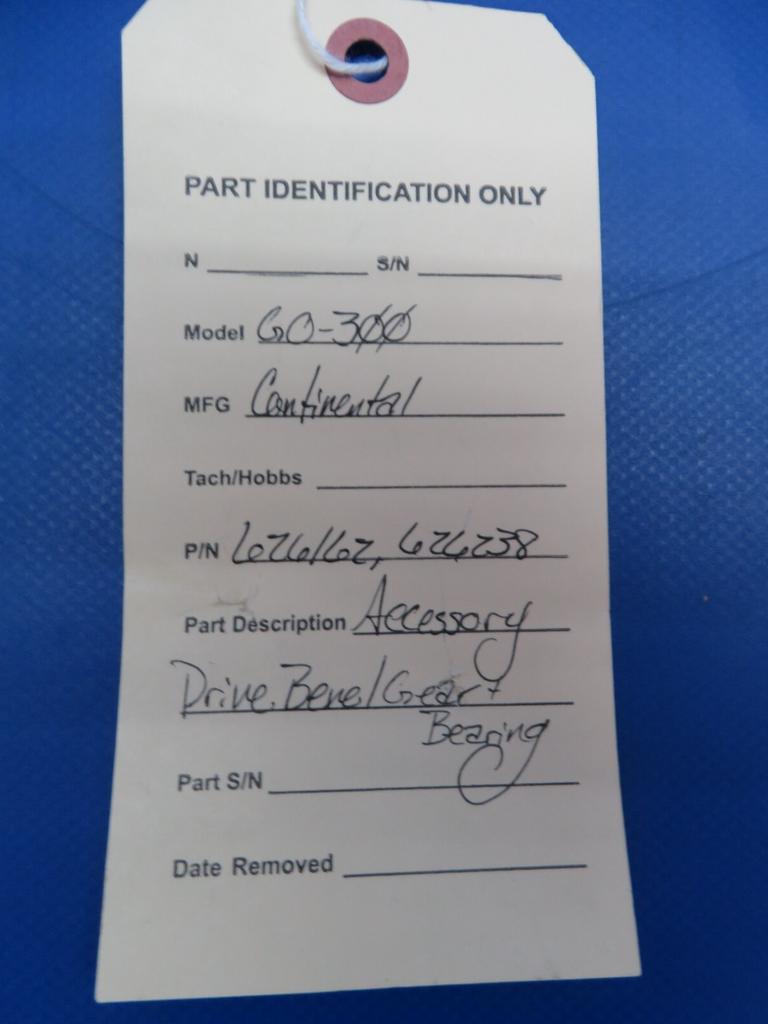 PART IDENTIFICATION ONLY
N S/N
Model GO-300
MFG Continental
Tach/Hobbs
P/N 626162, 626238
Part Description Accessory
Drive Bevel Gear +
Bearing
Part S/N
Date Removed